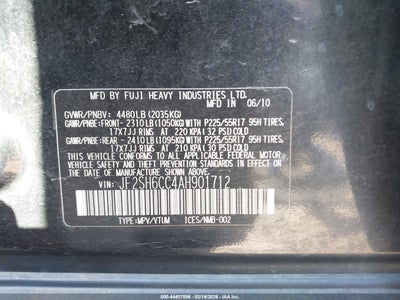 MFD. BY FUJI HEAVY INDUSTRIES LTD.
MFD. IN 06/10
GVWR/PNBV: 4480LB(2035KG)
GAWR/PNBE:FRONT- 2310LB(1050KG)WITH P225/55R17 95H TIRES,
17X7JJ RIMS AT 220 KPA(32 PSI)COLD
GAWR/PNBE:REAR - 2410LB(1095KG)WITH P225/55R17 95H TIRES,
17X7JJ RIMS AT 210 KPA(30 PSI)COLD
THIS VEHICLE CONFORMS TO ALL APPLICABLE FEDERAL MOTOR
VEHICLE SAFETY AND THEFT PREVENTION STANDARDS IN EFFECT
ON THE DATE OF MANUFACTURE SHOWN ABOVE.
VIN: JF2SH6CC4AH901712
TYPE:MPV/VTUM ICES/NMB-002
000-44407596 - 02/16/2026 - IAA